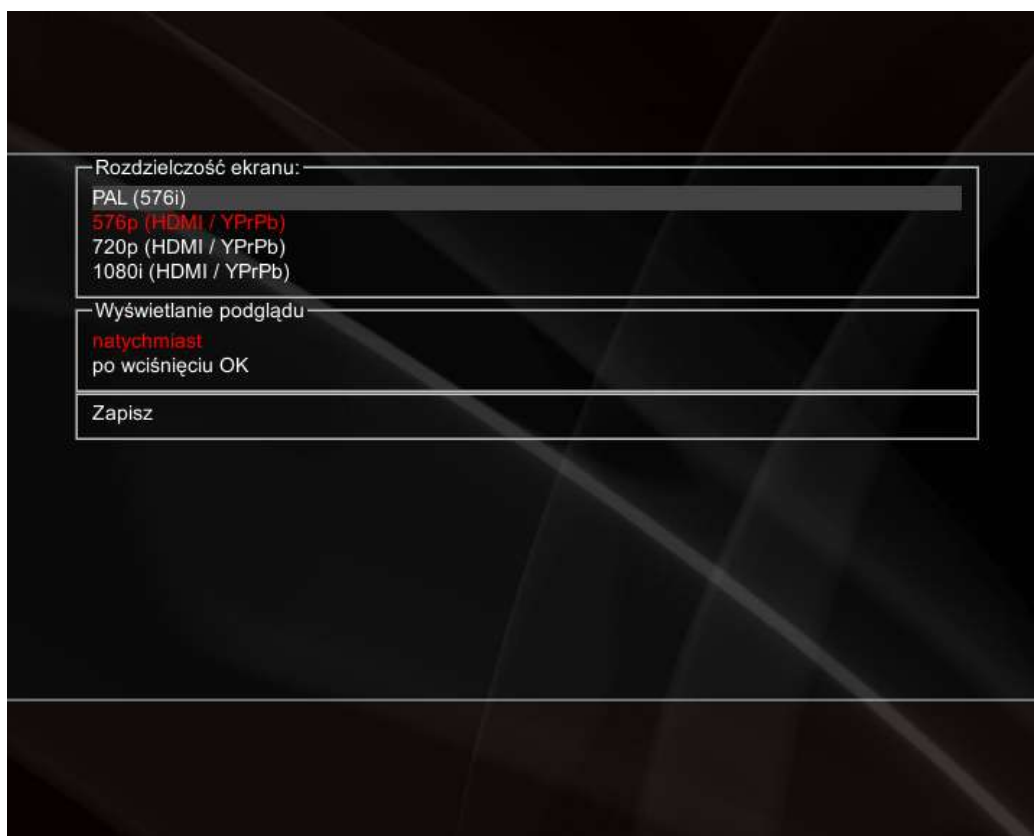 Rozdzielczość ekranu:
PAL (576i)
576p (HDMI / YPrPb)
720p (HDMI / YPrPb)
1080i (HDMI / YPrPb)
Wyświetlanie podglądu
natychmiast
po wciśnięciu OK
Zapisz